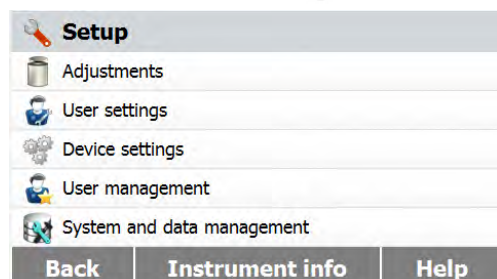 Setup
Adjustments
User settings
Device settings
User management
System and data management
Back Instrument info Help